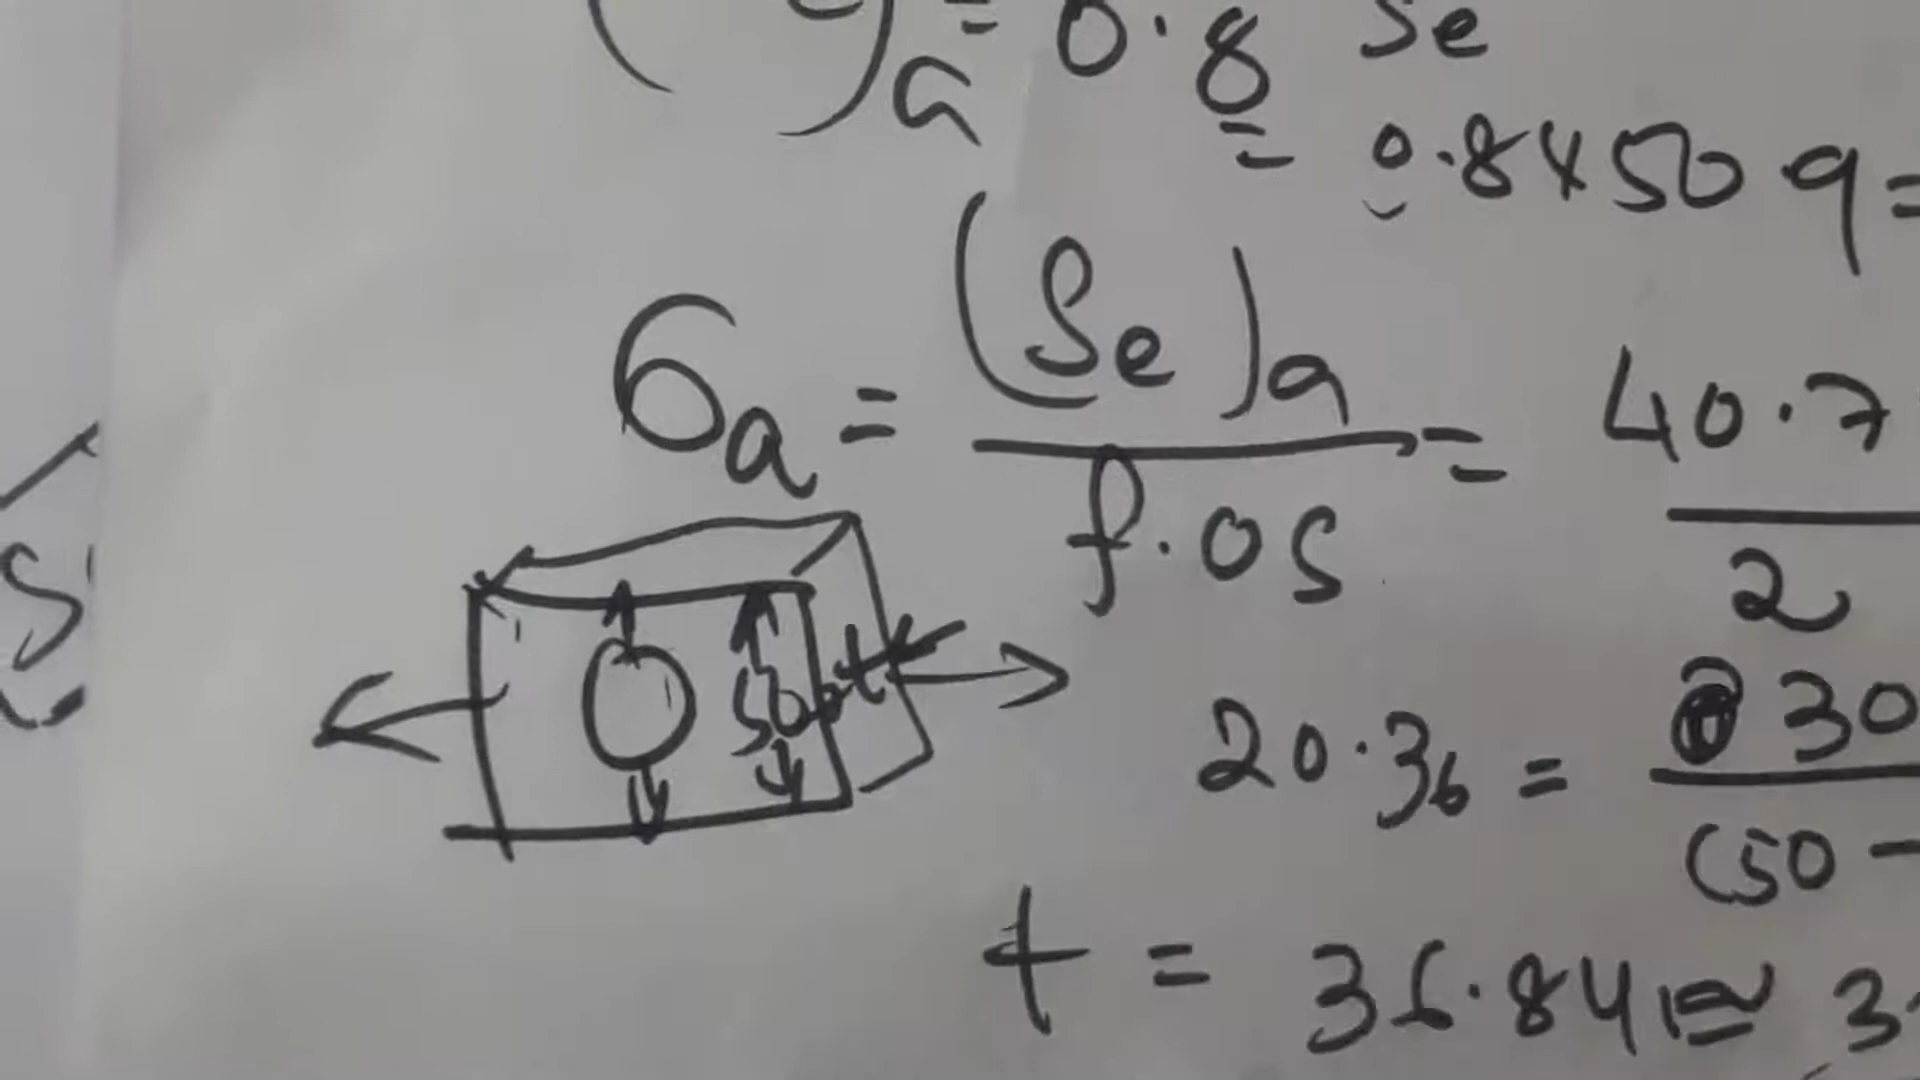 ( )a = 0.8 Se
= 0.8×50.9 =
σa = (Se)a / f.os = 40.7 / 2
50 t
20.36 = 30 / (50 -
t = 36.841 ≅ 3
S